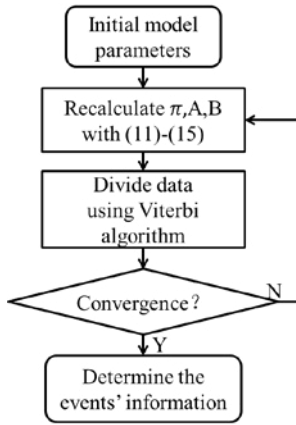 Initial model
parameters
Recalculate π,A,B
with (11)-(15)
Divide data
using Viterbi
algorithm
Convergence?
N
Y
Determine the
events' information